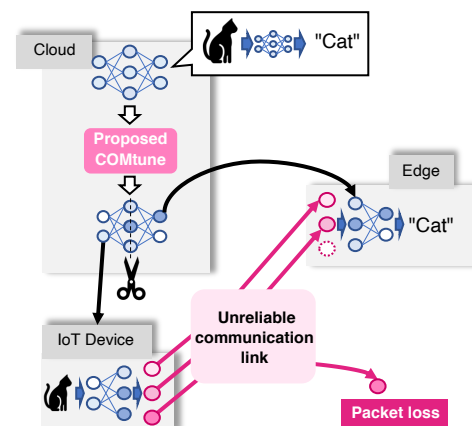 Cloud
"Cat"
Proposed
COMtune
Edge
"Cat"
Unreliable
communication
link
IoT Device
Packet loss